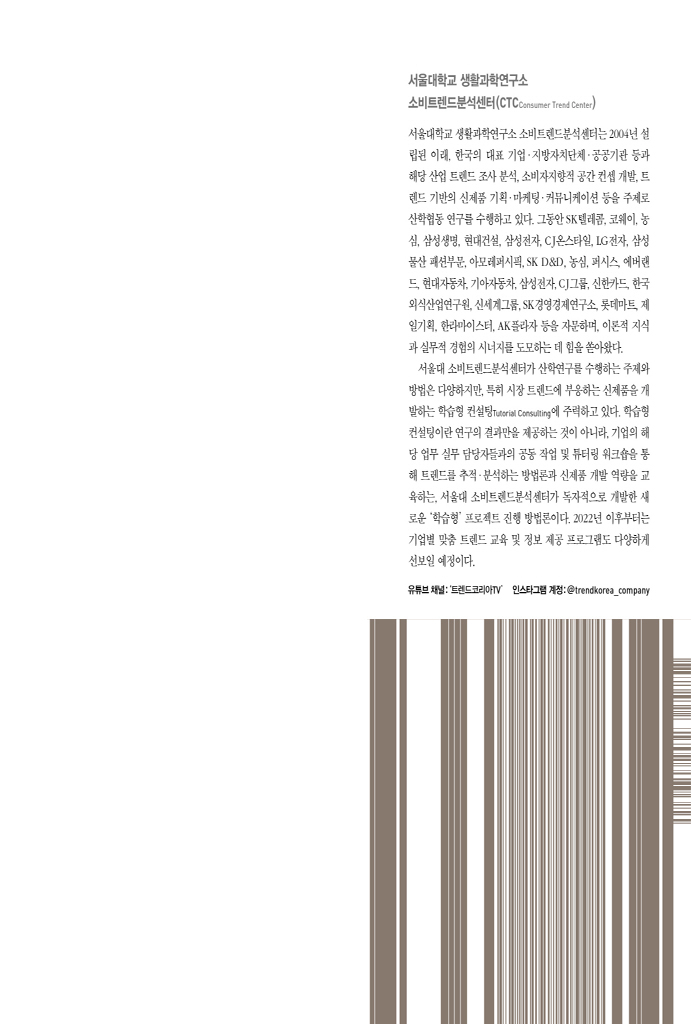 서울대학교 생활과학연구소
소비트렌드분석센터(CTCConsumer Trend Center)
서울대학교 생활과학연구소 소비트렌드분석센터는 2004년 설
립된 이래, 한국의 대표 기업·지방자치단체·공공기관 등과
해당 산업 트렌드 조사 분석, 소비자지향적 공간 컨셉 개발, 트
렌드 기반의 신제품 기획·마케팅·커뮤니케이션 등을 주제로
산학협동 연구를 수행하고 있다. 그동안 SK텔레콤, 코웨이, 농
심, 삼성생명, 현대건설, 삼성전자, CJ온스타일, LG전자, 삼성
물산 패션부문, 아모레퍼시픽, SK D&D, 농심, 퍼시스, 에버랜
드, 현대자동차, 기아자동차, 삼성전자, CJ그룹, 신한카드, 한국
외식산업연구원, 신세계그룹, SK경영경제연구소, 롯데마트, 제
일기획, 한라마이스터, AK플라자 등을 자문하며, 이론적 지식
과 실무적 경험의 시너지를 도모하는 데 힘을 쏟아왔다.
서울대 소비트렌드분석센터가 산학연구를 수행하는 주제와
방법은 다양하지만, 특히 시장 트렌드에 부응하는 신제품을 개
발하는 학습형 컨설팅Tutorial Consulting에 주력하고 있다. 학습형
컨설팅이란 연구의 결과만을 제공하는 것이 아니라, 기업의 해
당 업무 실무 담당자들과의 공동 작업 및 튜터링 워크숍을 통
해 트렌드를 추적·분석하는 방법론과 신제품 개발 역량을 교
육하는, 서울대 소비트렌드분석센터가 독자적으로 개발한 새
로운 ‘학습형’ 프로젝트 진행 방법론이다. 2022년 이후부터는
기업별 맞춤 트렌드 교육 및 정보 제공 프로그램도 다양하게
선보일 예정이다.
유튜브 채널: ‘트렌드코리아TV’ 인스타그램 계정: @trendkorea_company